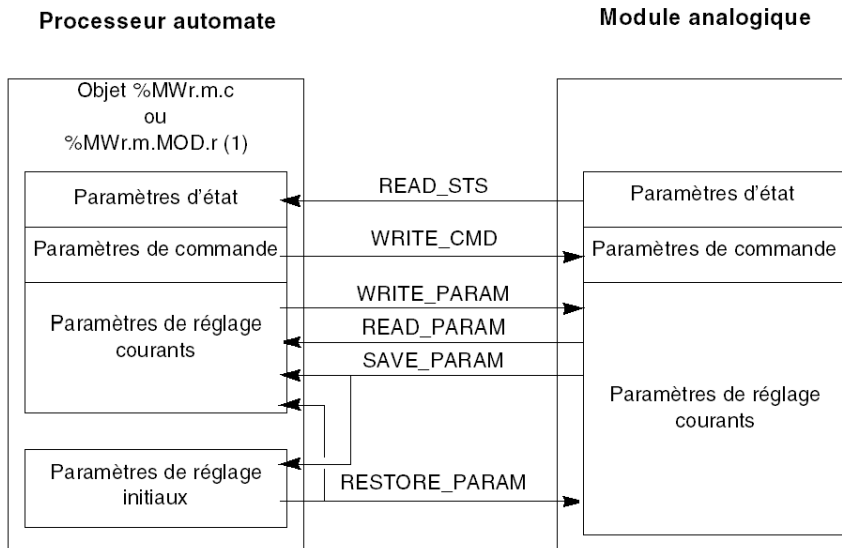 Processeur automate
Module analogique
Objet %MWr.m.c
ou
%MWr.m.MOD.r (1)
Paramètres d'état
READ_STS
Paramètres d'état
Paramètres de commande
WRITE_CMD
Paramètres de commande
WRITE_PARAM
Paramètres de réglage
courants
READ_PARAM
SAVE_PARAM
Paramètres de réglage
courants
Paramètres de réglage
initiaux
RESTORE_PARAM